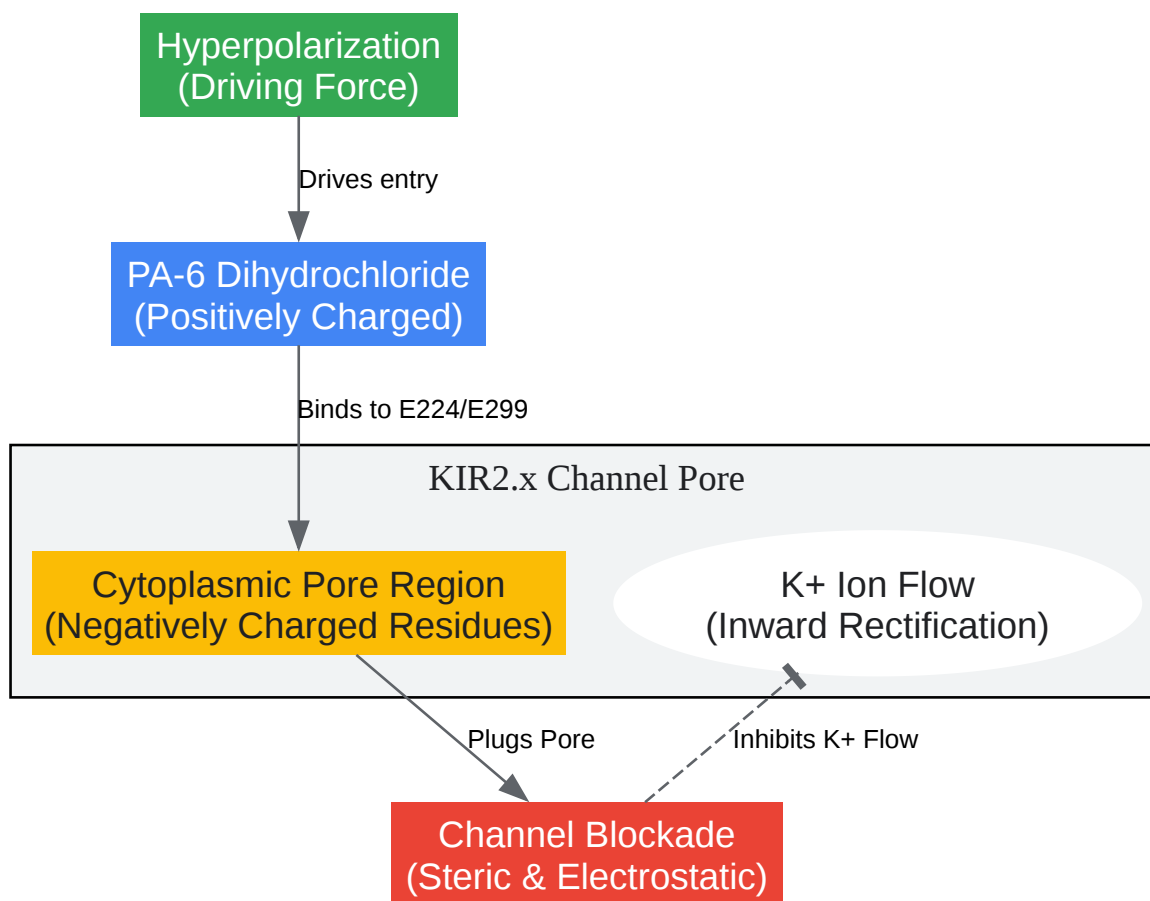 Hyperpolarization
(Driving Force)
Drives entry
PA-6 Dihydrochloride
(Positively Charged)
Binds to E224/E299
KIR2.x Channel Pore
Cytoplasmic Pore Region
(Negatively Charged Residues)
K+ Ion Flow
(Inward Rectification)
Plugs Pore
Inhibits K+ Flow
Channel Blockade
(Steric & Electrostatic)